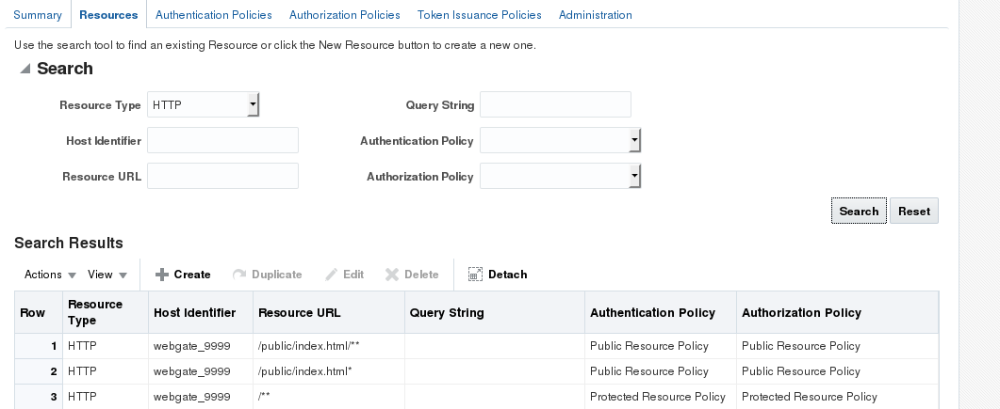 Summary Resources Authentication Policies Authorization Policies Token Issuance Policies Administration
Use the search tool to find an existing Resource or click the New Resource button to create a new one.
Search
Resource Type HTTP Query String
Host Identifier Authentication Policy
Resource URL Authorization Policy
Search Reset
Search Results
Actions View Create Duplicate Edit Delete Detach
Row Resource Type Host Identifier Resource URL Query String Authentication Policy Authorization Policy
1 HTTP webgate_9999 /public/index.html/** Public Resource Policy Public Resource Policy
2 HTTP webgate_9999 /public/index.html* Public Resource Policy Public Resource Policy
3 HTTP webgate_9999 /** Protected Resource Policy Protected Resource Policy